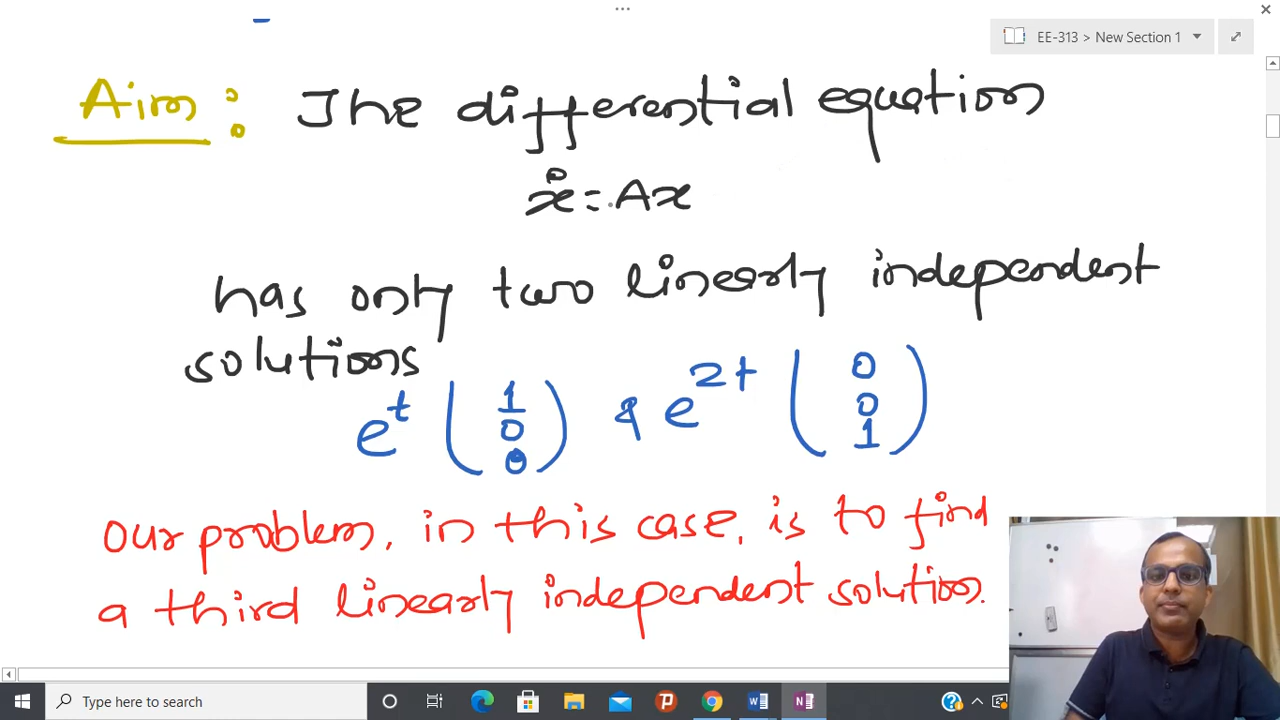 EE-313 > New Section 1
Aim: The differential equation
ẋ = Ax
has only two linearly independent
solutions
e^t (1 0 0) & e^2t (0 0 1)
Our problem, in this case, is to find
a third linearly independent solution.
Type here to search